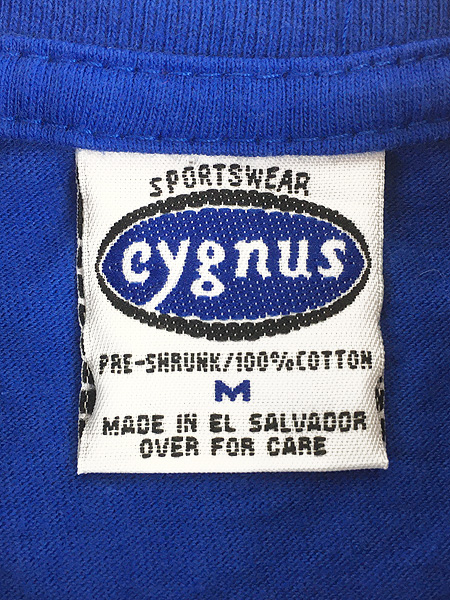 SPORTSWEAR
cygnus
PRE-SHRUNK/100%COTTON
M
MADE IN EL SALVADOR
OVER FOR CARE